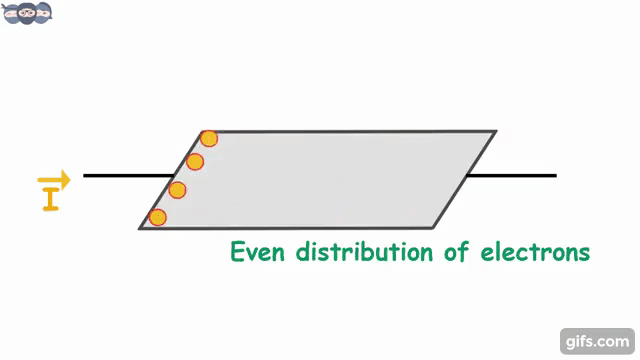 I
Even distribution of electrons
gifs.com